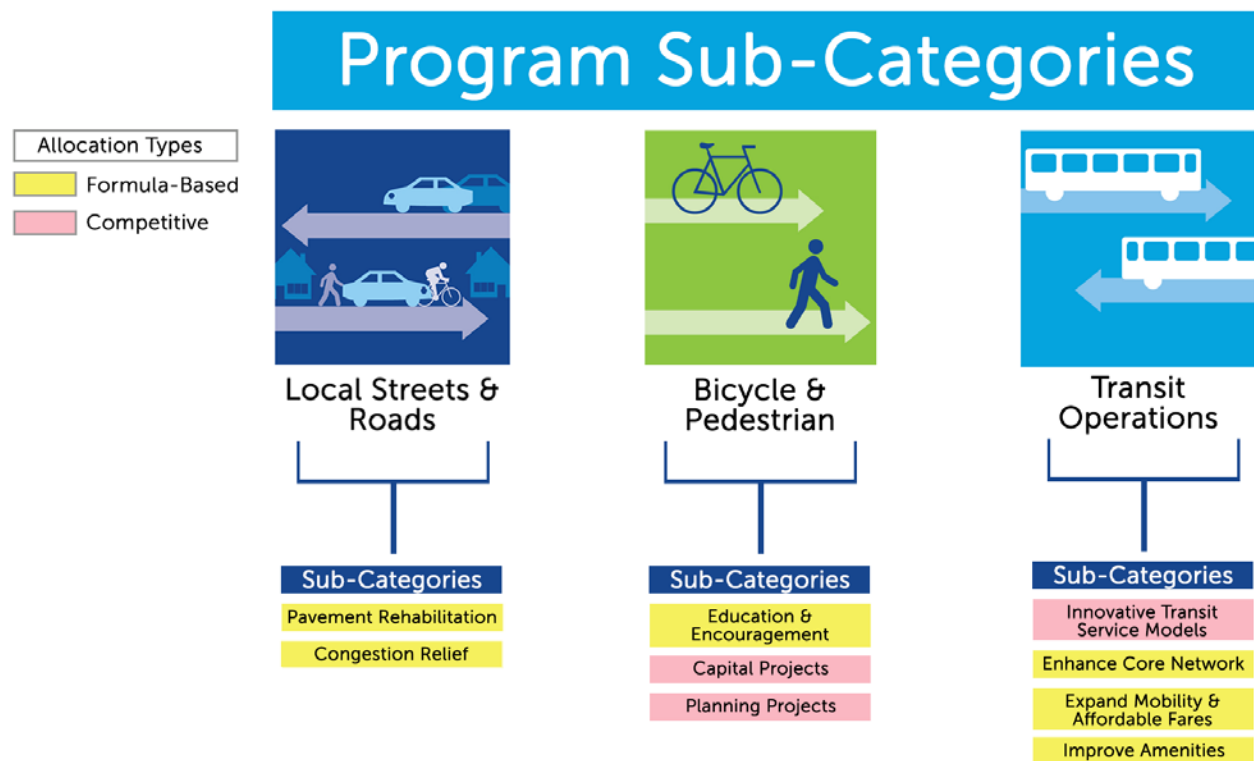 Program Sub-Categories
Allocation Types
Formula-Based
Competitive
Local Streets &
Roads
Sub-Categories
Pavement Rehabilitation
Congestion Relief
Bicycle &
Pedestrian
Sub-Categories
Education &
Encouragement
Capital Projects
Planning Projects
Transit
Operations
Sub-Categories
Innovative Transit
Service Models
Enhance Core Network
Expand Mobility &
Affordable Fares
Improve Amenities